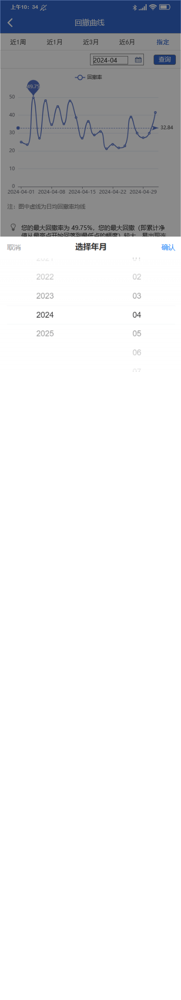 上午10：34
回撤曲线
近1周 近1月 近3月 近6月 指定
2024-04 查询
回撤率
49.75
50
40
30
20
10
0
32.84
2024-04-01 2024-04-08 2024-04-15 2024-04-22 2024-04-29
注：图中虚线为日均回撤率均线
您的最大回撤率为 49.75%，您的最大回撤（即累计净
值从最高点开始回落到最低点的幅度）较大，易出现连
取消 选择年月 确认
2021 01
2022 02
2023 03
2024 04
2025 05
06
07